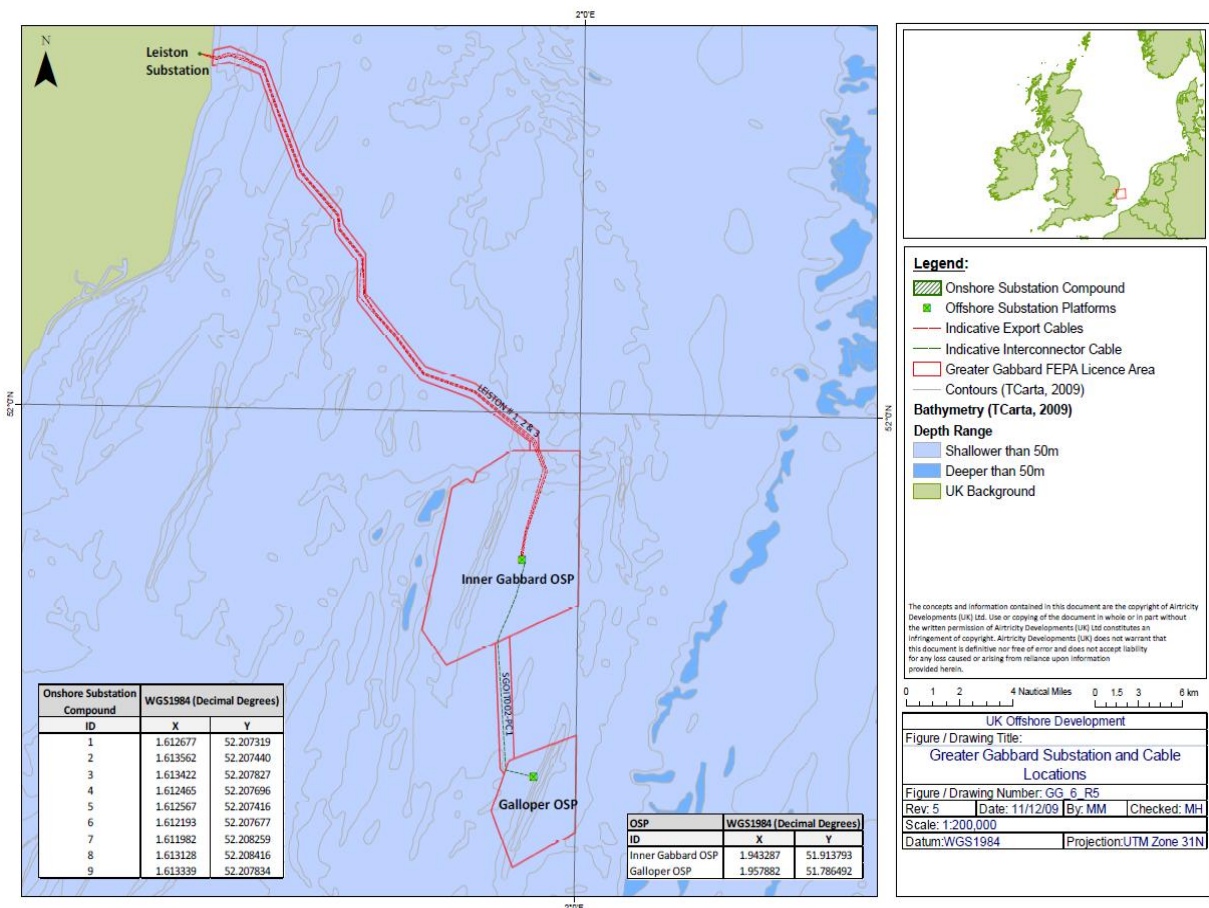 2°0'E
N
Leiston
Substation
52°0'N
52°0'N
LEISTON # 1, 2 & 3
Inner Gabbard OSP
Galloper OSP
Onshore Substation Compound WGS1984 (Decimal Degrees)
ID X Y
1 1.612677 52.207319
2 1.613562 52.207440
3 1.613422 52.207827
4 1.612465 52.207696
5 1.612567 52.207416
6 1.612193 52.207677
7 1.611982 52.208259
8 1.613128 52.208416
9 1.613339 52.207834
OSP WGS1984 (Decimal Degrees)
ID X Y
Inner Gabbard OSP 1.943287 51.913793
Galloper OSP 1.957882 51.786492
2°0'E
Legend:
Onshore Substation Compound
Offshore Substation Platforms
Indicative Export Cables
Indicative Interconnector Cable
Greater Gabbard FEPA Licence Area
Contours (TCarta, 2009)
Bathymetry (TCarta, 2009)
Depth Range
Shallower than 50m
Deeper than 50m
UK Background
The concepts and information contained in this document are the copyright of Airtricity
Developments (UK) Ltd. Use or copying of the document in whole or in part without
the written permission of Airtricity Developments (UK) Ltd constitutes an
infringement of copyright. Airtricity Developments (UK) does not warrant that
this document is definitive nor free of error and does not accept liability
for any loss caused or arising from reliance upon information
provided herein.
0 1 2 4 Nautical Miles 0 1.5 3 6 km
UK Offshore Development
Figure / Drawing Title:
Greater Gabbard Substation and Cable
Locations
Figure / Drawing Number: GG_6_R5
Rev: 5 Date: 11/12/09 By: MM Checked: MH
Scale: 1:200,000
Datum:WGS1984 Projection:UTM Zone 31N